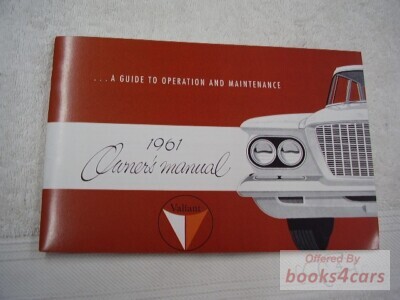 ... A GUIDE TO OPERATION AND MAINTENANCE
1961
Owner's manual
Valiant
Offered By
books4cars